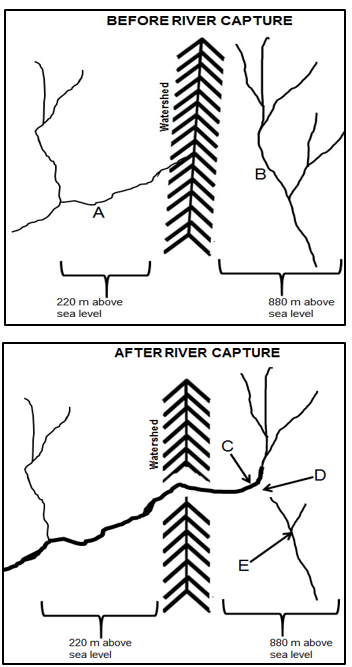 BEFORE RIVER CAPTURE
Watershed
A
B
220 m above
sea level
880 m above
sea level
AFTER RIVER CAPTURE
Watershed
C
D
E
220 m above
sea level
880 m above
sea level